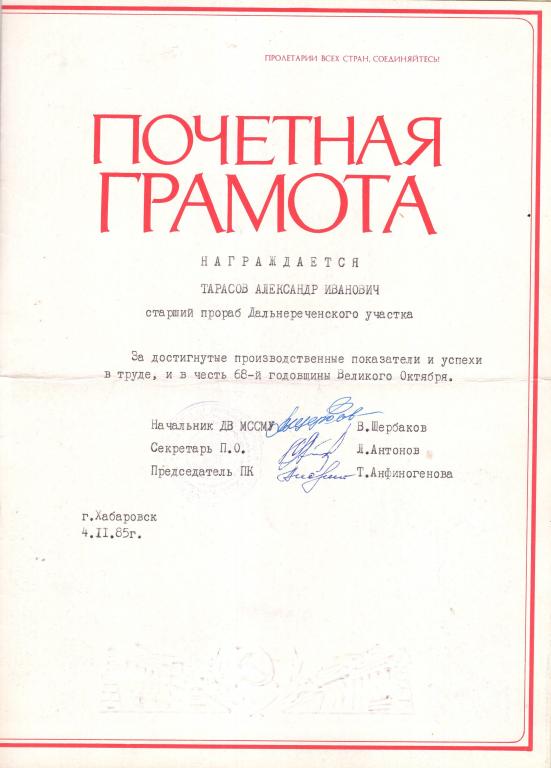 ПРОЛЕТАРИИ ВСЕХ СТРАН, СОЕДИНЯЙТЕСЬ!
ПОЧЕТНАЯ
ГРАМОТА
НАГРАЖДАЕТСЯ
ТАРАСОВ АЛЕКСАНДР ИВАНОВИЧ
старший прораб Дальнереченского участка
За достигнутые производственные показатели и успехи
в труде, и в честь 68-й годовщины Великого Октября.
Начальник ДВ МССМУ В.Щербаков
Секретарь П.О. Л.Антонов
Председатель ПК Т.Анфиногенова
г.Хабаровск
4.II.85г.